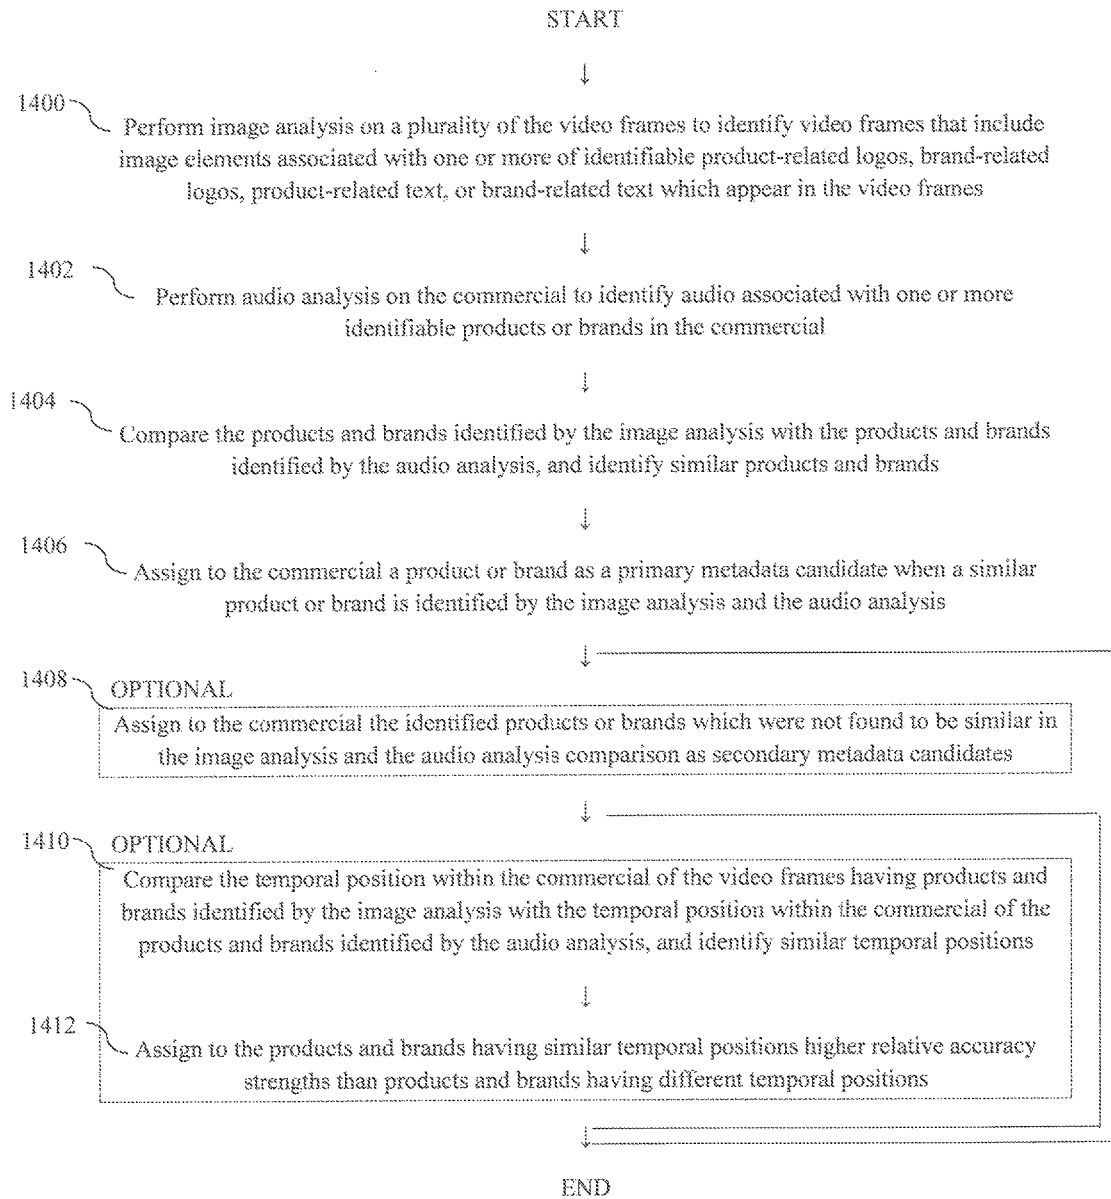 START
↓
1400
Perform image analysis on a plurality of the video frames to identify video frames that include
image elements associated with one or more of identifiable product-related logos, brand-related
logos, product-related text, or brand-related text which appear in the video frames
↓
1402
Perform audio analysis on the commercial to identify audio associated with one or more
identifiable products or brands in the commercial
↓
1404
Compare the products and brands identified by the image analysis with the products and brands
identified by the audio analysis, and identify similar products and brands
↓
1406
Assign to the commercial a product or brand as a primary metadata candidate when a similar
product or brand is identified by the image analysis and the audio analysis
↓
1408
OPTIONAL
Assign to the commercial the identified products or brands which were not found to be similar in
the image analysis and the audio analysis comparison as secondary metadata candidates
↓
1410
OPTIONAL
Compare the temporal position within the commercial of the video frames having products and
brands identified by the image analysis with the temporal position within the commercial of the
products and brands identified by the audio analysis, and identify similar temporal positions
↓
1412
Assign to the products and brands having similar temporal positions higher relative accuracy
strengths than products and brands having different temporal positions
↓
END